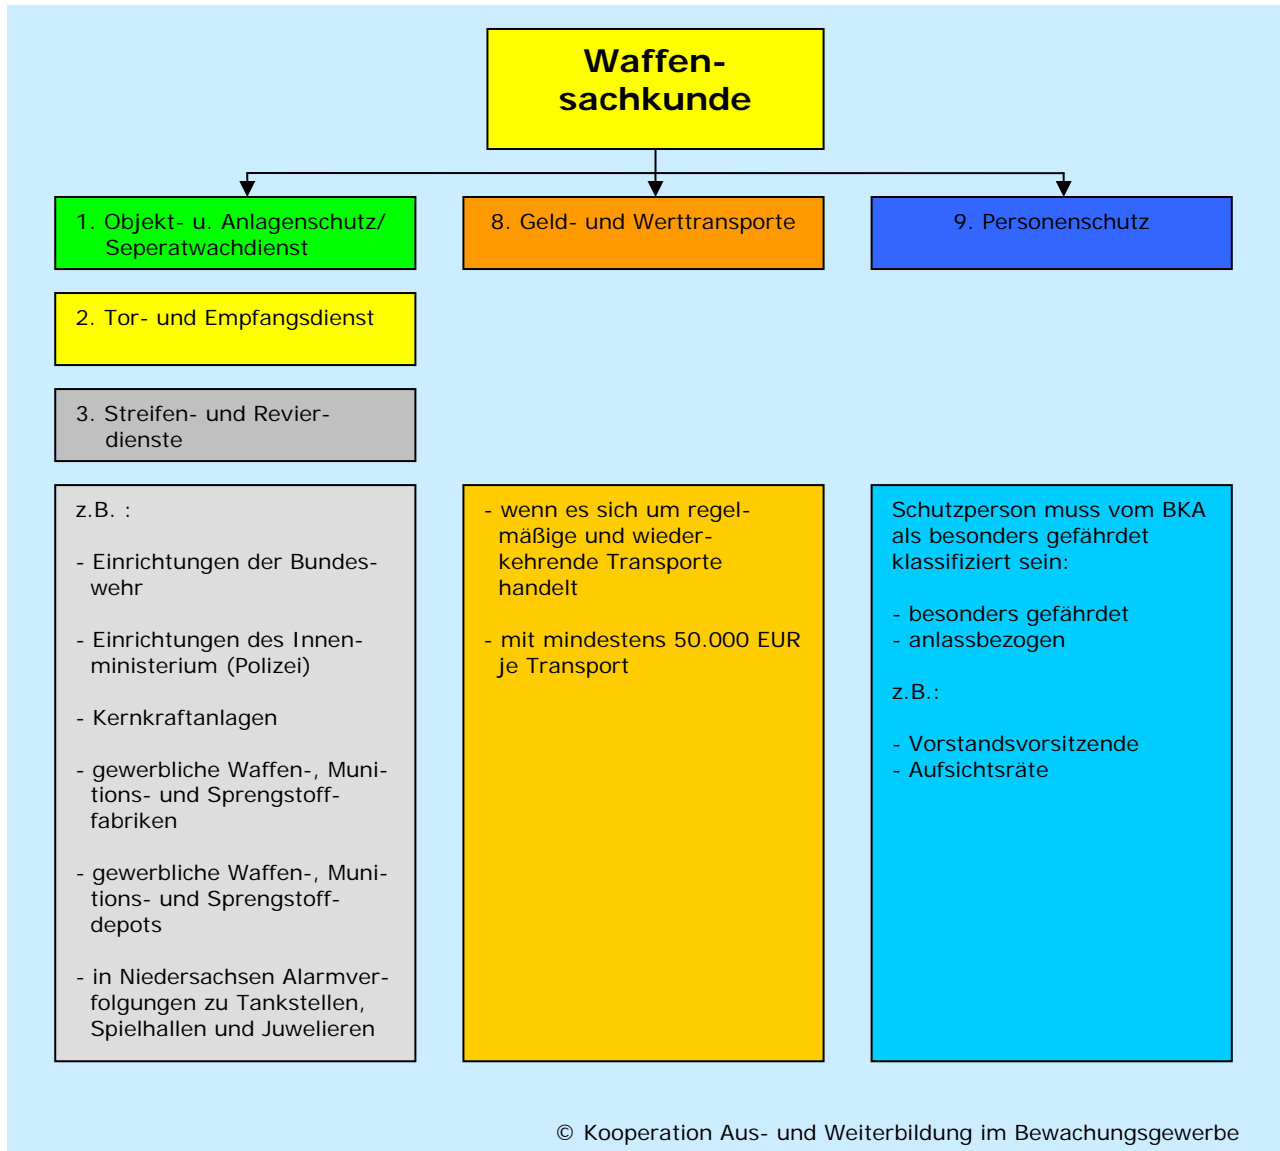 Waffen-
sachkunde
1. Objekt- u. Anlagenschutz/
Seperatwachdienst
8. Geld- und Werttransporte
9. Personenschutz
2. Tor- und Empfangsdienst
3. Streifen- und Revier-
dienste
z.B. :
- Einrichtungen der Bundes-
wehr
- Einrichtungen des Innen-
ministerium (Polizei)
- Kernkraftanlagen
- gewerbliche Waffen-, Muni-
tions- und Sprengstoff-
fabriken
- gewerbliche Waffen-, Muni-
tions- und Sprengstoff-
depots
- in Niedersachsen Alarmver-
folgungen zu Tankstellen,
Spielhallen und Juwelieren
- wenn es sich um regel-
mäßige und wieder-
kehrende Transporte
handelt
- mit mindestens 50.000 EUR
je Transport
Schutzperson muss vom BKA
als besonders gefährdet
klassifiziert sein:
- besonders gefährdet
- anlassbezogen
z.B.:
- Vorstandsvorsitzende
- Aufsichtsräte
© Kooperation Aus- und Weiterbildung im Bewachungsgewerbe